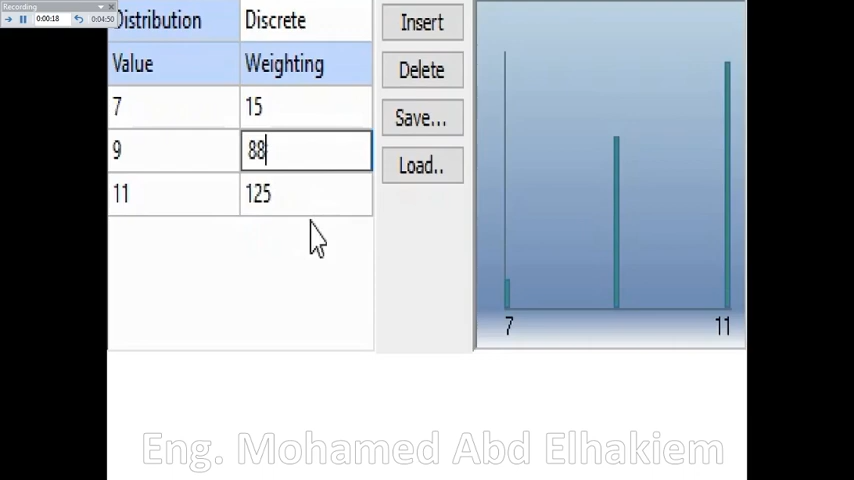 Recording
0:00:18
04:50
Distribution Discrete
Value Weighting
7 15
9 88
11 125
Insert
Delete
Save...
Load..
7 11
Eng. Mohamed Abd Elhakiem